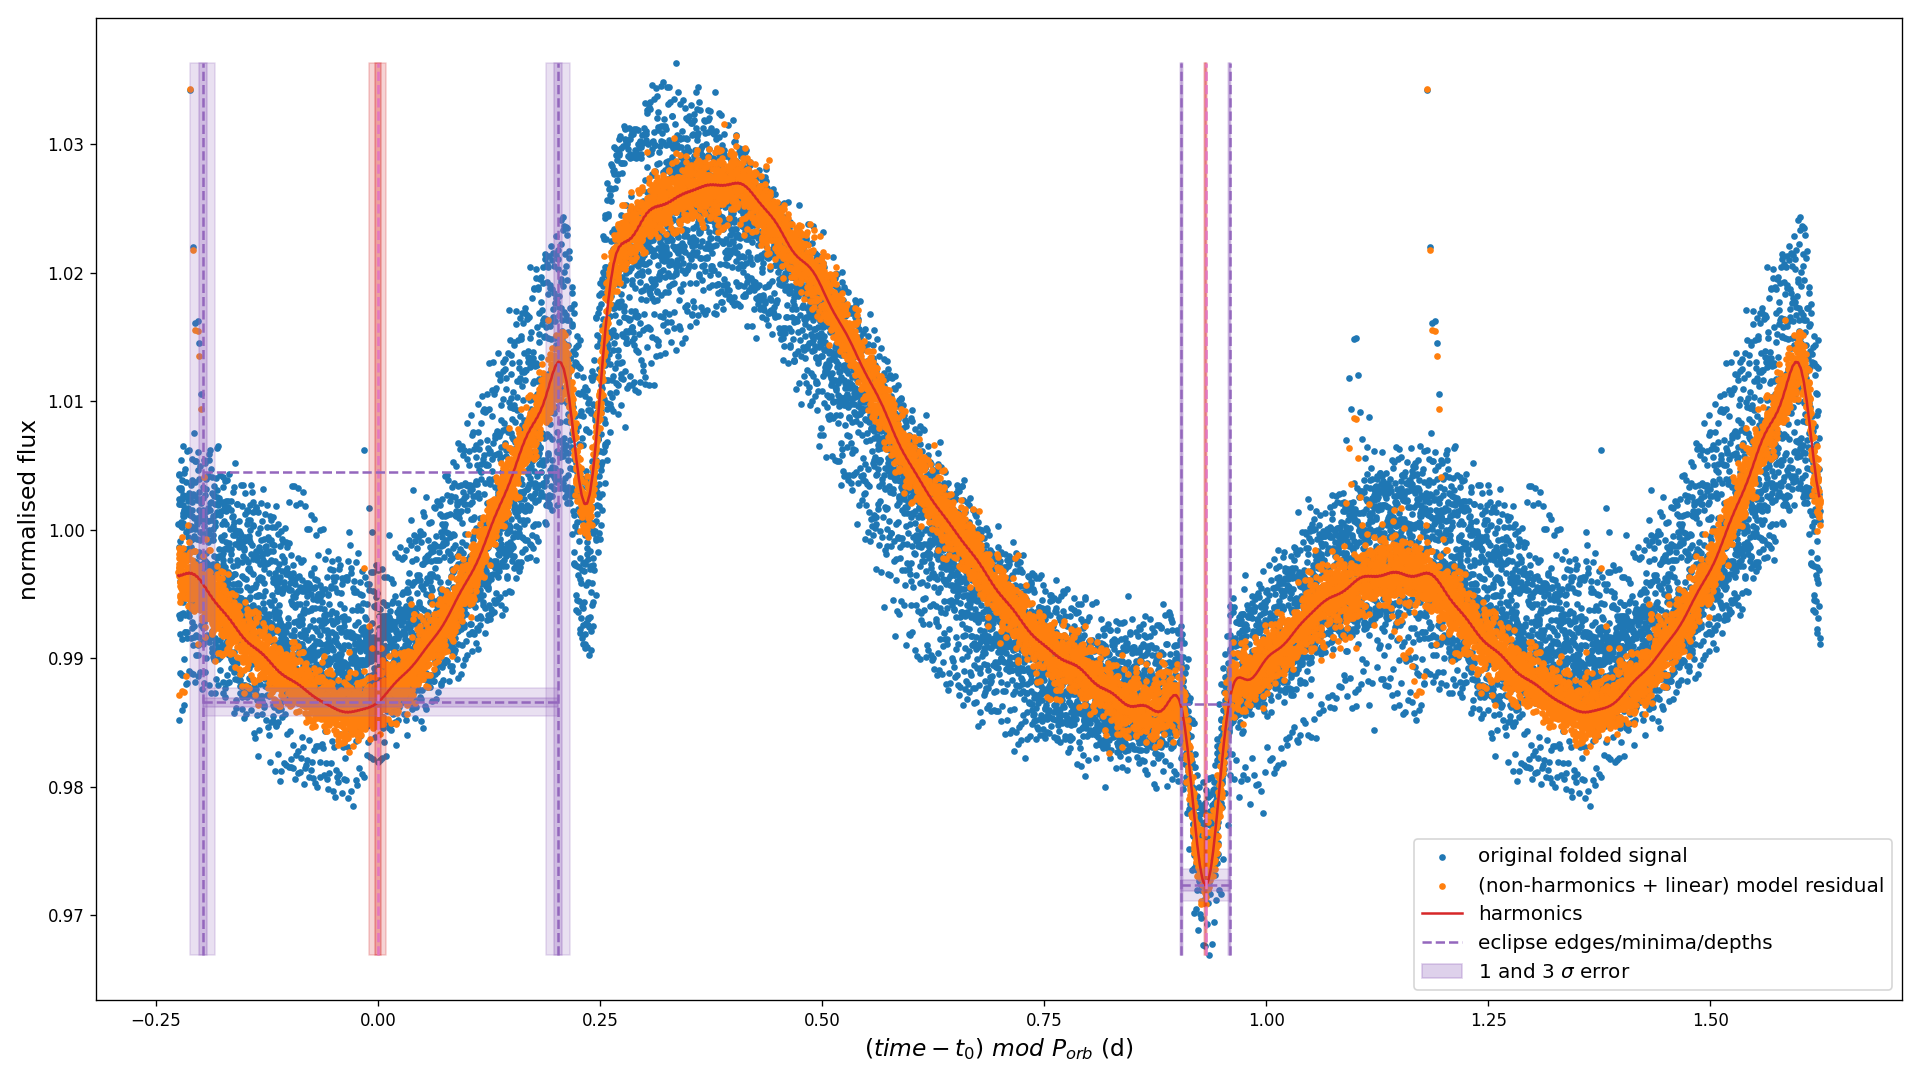 normalised flux
1.03
1.02
1.01
1.00
0.99
0.98
0.97
−0.25
0.00
0.25
0.50
0.75
1.00
1.25
1.50
(time − t₀) mod Pₒᵣb (d)
original folded signal
(non-harmonics + linear) model residual
harmonics
eclipse edges/minima/depths
1 and 3 σ error